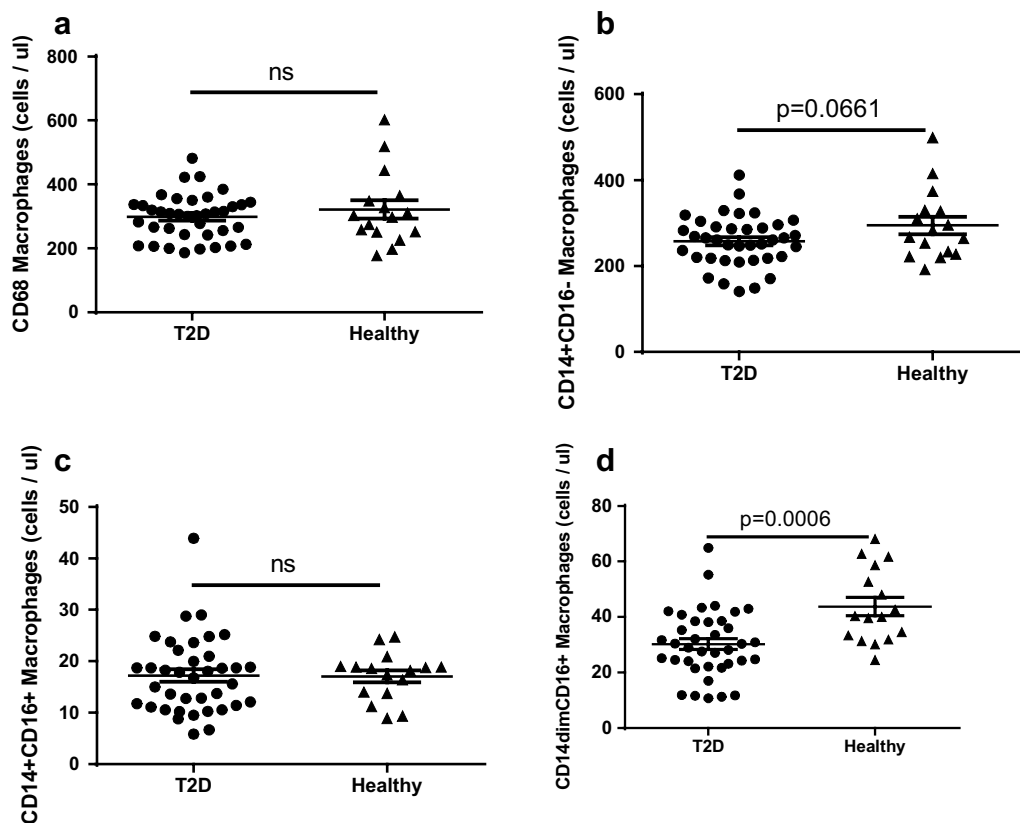 a
CD68 Macrophages (cells / ul)
800
600
400
200
0
ns
T2D
Healthy
b
CD14+CD16- Macrophages (cells / ul)
600
400
200
0
p=0.0661
T2D
Healthy
c
CD14+CD16+ Macrophages (cells / ul)
50
40
30
20
10
0
ns
T2D
Healthy
d
CD14dimCD16+ Macrophages (cells / ul)
80
60
40
20
0
p=0.0006
T2D
Healthy